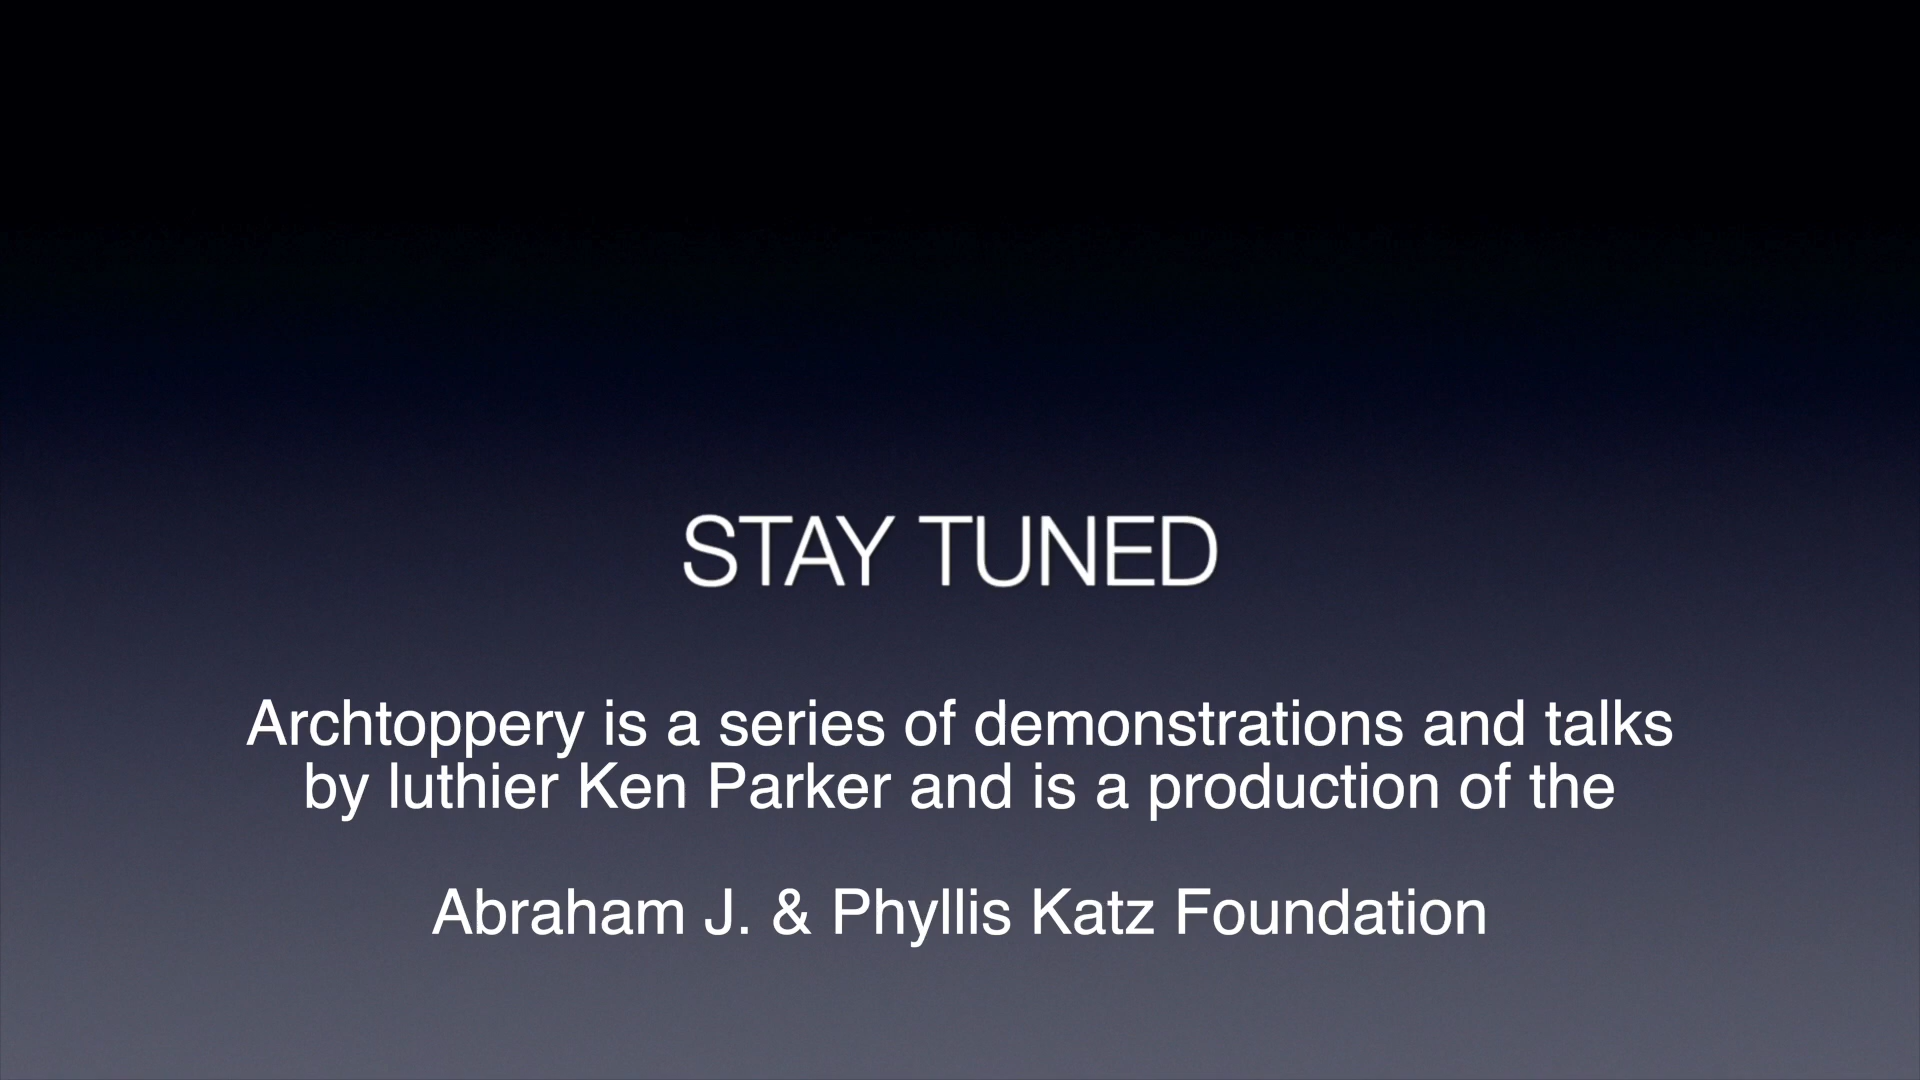 STAY TUNED
Archtoppery is a series of demonstrations and talks
by luthier Ken Parker and is a production of the
Abraham J. & Phyllis Katz Foundation